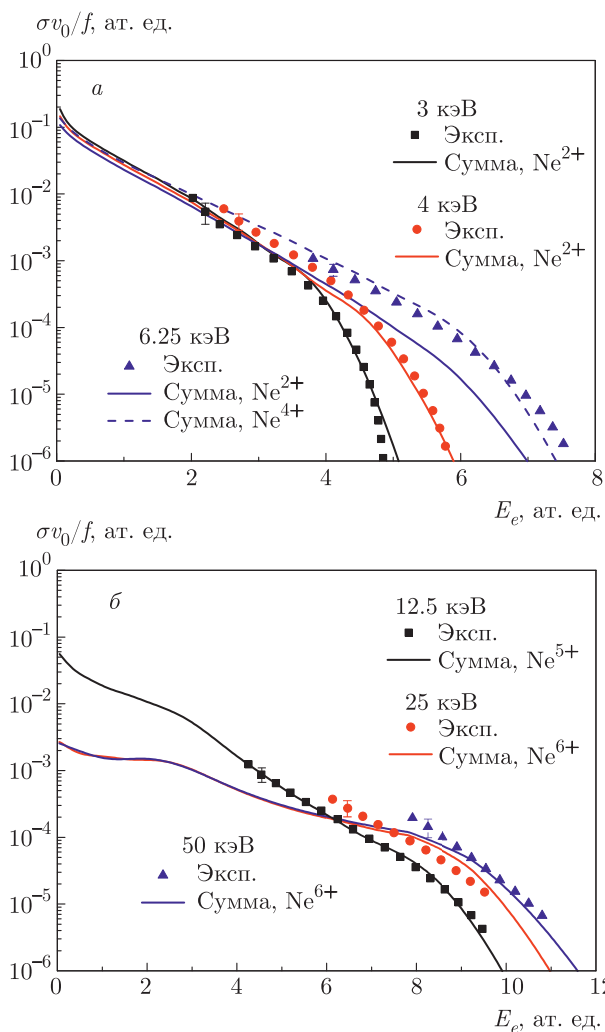 σv₀/f, ат. ед.
10⁰
а
3 кэВ
Эксп.
Сумма, Ne²⁺
10⁻¹
4 кэВ
Эксп.
Сумма, Ne²⁺
10⁻²
10⁻³
6.25 кэВ
Эксп.
Сумма, Ne²⁺
Сумма, Ne⁴⁺
10⁻⁴
10⁻⁵
10⁻⁶
0 2 4 6 8
Eₑ, ат. ед.
σv₀/f, ат. ед.
10⁰
б
12.5 кэВ
Эксп.
Сумма, Ne⁵⁺
10⁻¹
25 кэВ
Эксп.
Сумма, Ne⁶⁺
10⁻²
10⁻³
50 кэВ
Эксп.
Сумма, Ne⁶⁺
10⁻⁴
10⁻⁵
10⁻⁶
0 2 4 6 8 10 12
Eₑ, ат. ед.